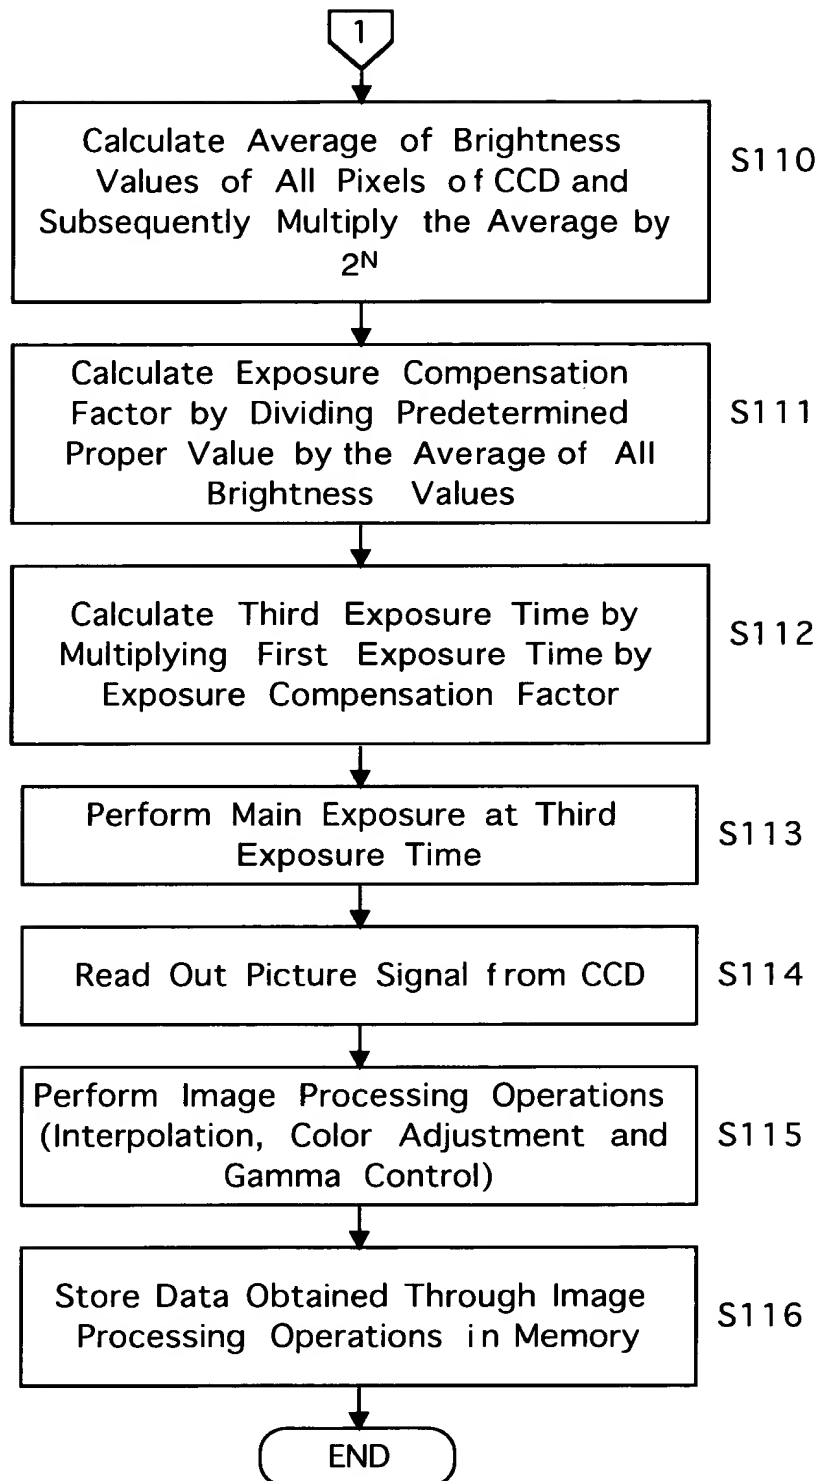 1
Calculate Average of Brightness
Values of All Pixels of CCD and
Subsequently Multiply the Average by
2ᴺ
S110
Calculate Exposure Compensation
Factor by Dividing Predetermined
Proper Value by the Average of All
Brightness Values
S111
Calculate Third Exposure Time by
Multiplying First Exposure Time by
Exposure Compensation Factor
S112
Perform Main Exposure at Third
Exposure Time
S113
Read Out Picture Signal from CCD
S114
Perform Image Processing Operations
(Interpolation, Color Adjustment and
Gamma Control)
S115
Store Data Obtained Through Image
Processing Operations in Memory
S116
END